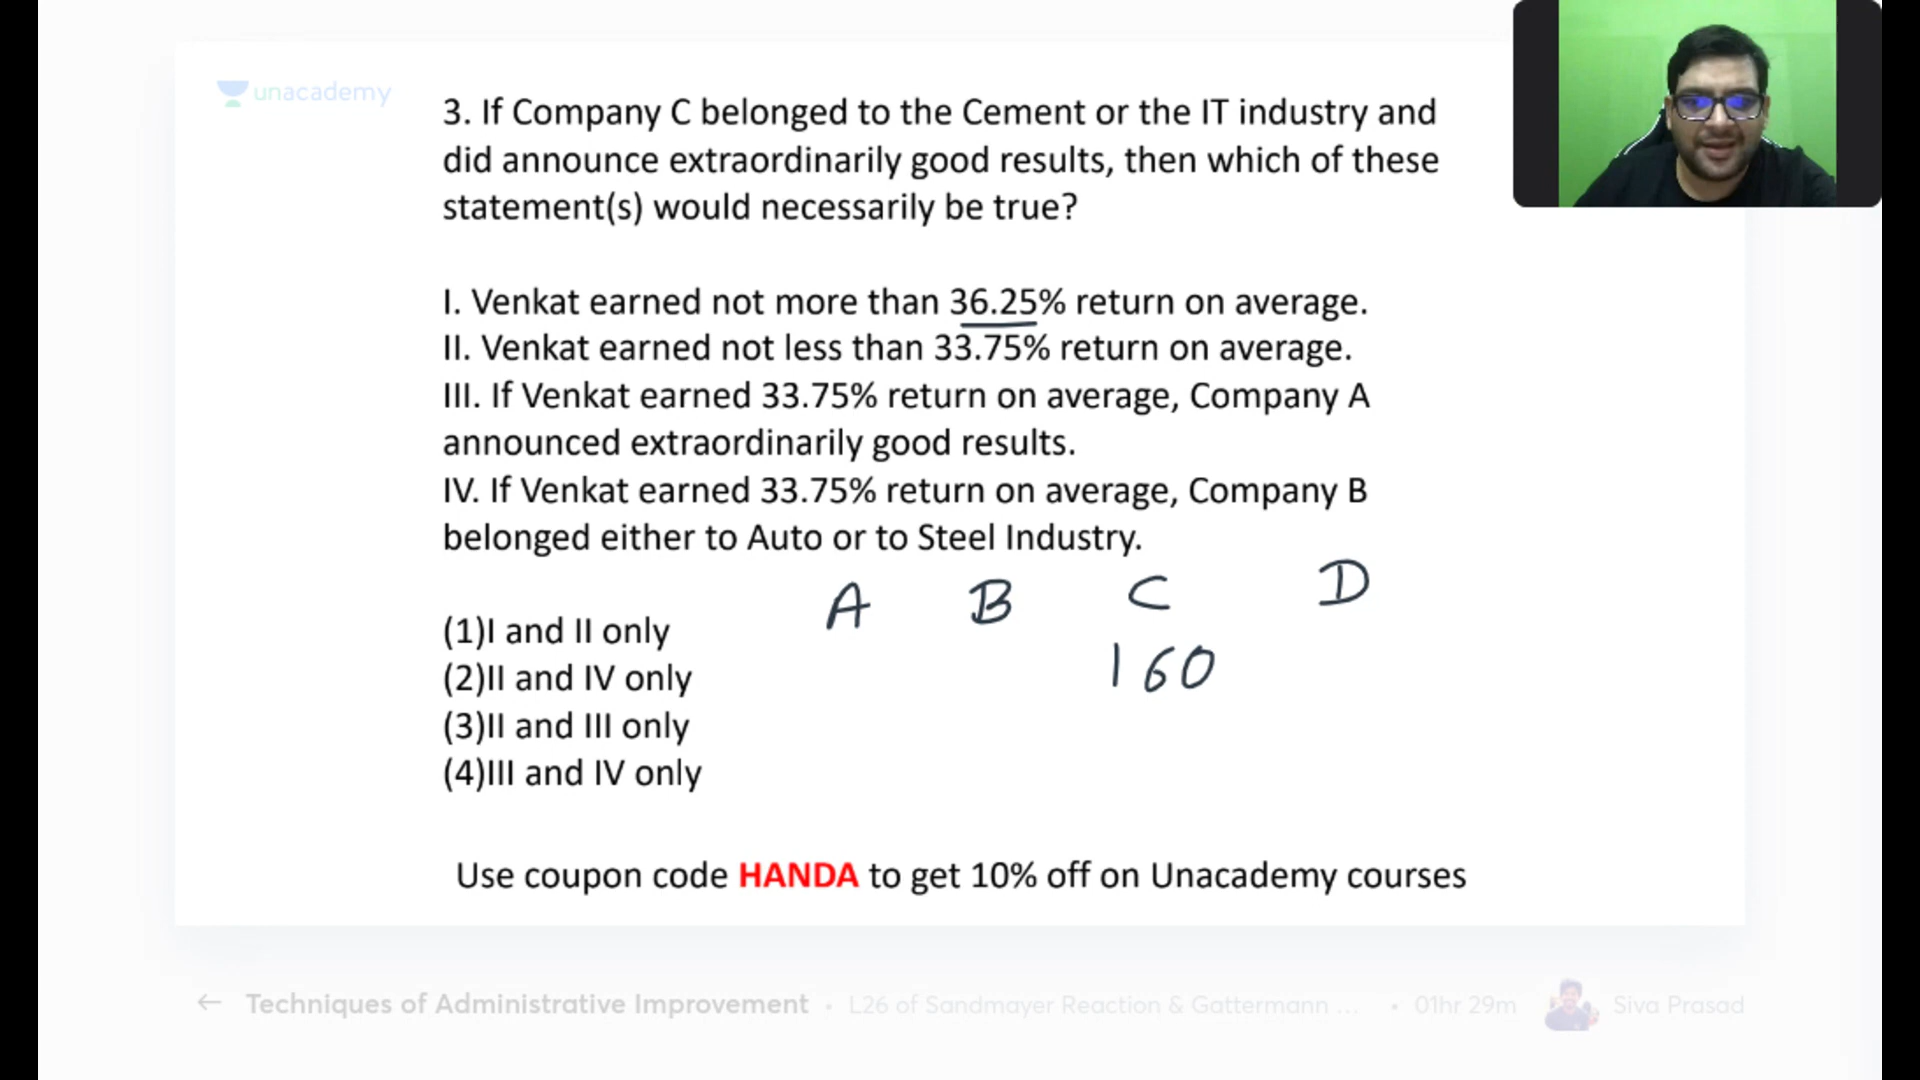 unacademy
3. If Company C belonged to the Cement or the IT industry and
did announce extraordinarily good results, then which of these
statement(s) would necessarily be true?
I. Venkat earned not more than 36.25% return on average.
II. Venkat earned not less than 33.75% return on average.
III. If Venkat earned 33.75% return on average, Company A
announced extraordinarily good results.
IV. If Venkat earned 33.75% return on average, Company B
belonged either to Auto or to Steel Industry.
A B C D
160
(1)I and II only
(2)II and IV only
(3)II and III only
(4)III and IV only
Use coupon code HANDA to get 10% off on Unacademy courses
← Techniques of Administrative Improvement • L26 of Sandmayer Reaction & Gattermann ... • 01hr 29m Siva Prasad